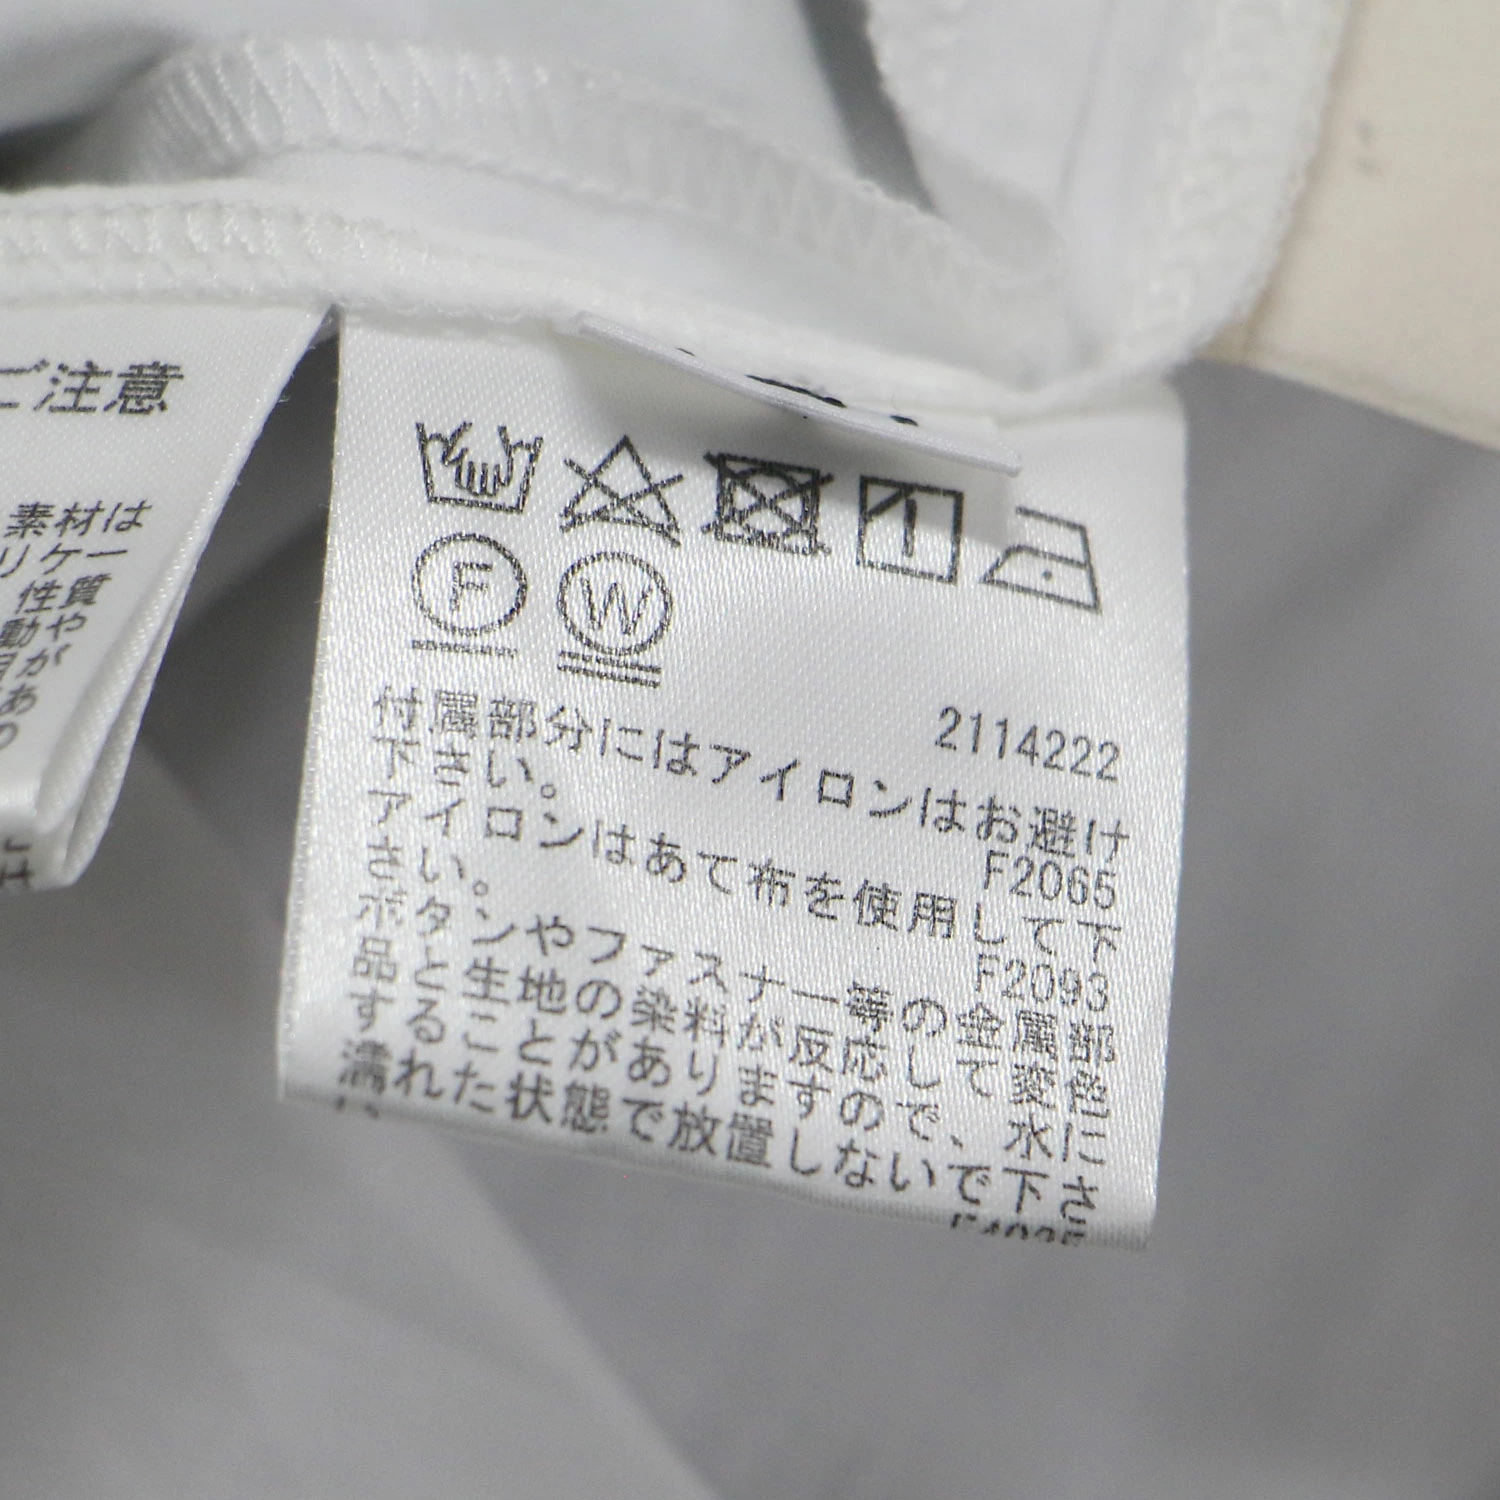 ご注意
素材は
リケー
性質
動や
が
あ
の
F
W
2114222
付属部分にはアイロンはお避け
下さい。
F2065
アイロンはあて布を使用して下
さい。
F2093
ボタンやファスナー等の金属部
品と生地の染料が反応して変色
することがありますので、水に
濡れた状態で放置しないで下さ
い